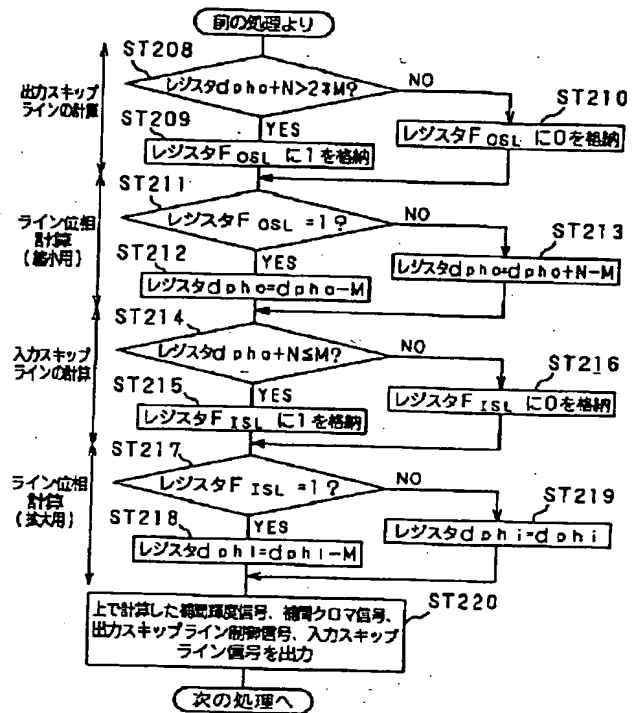 前の処理より
ST208
出力スキップ
ラインの計算
レジスタdpho+N>2*M?
NO
ST210
ST209
YES
レジスタF OSL に1を格納
レジスタF OSL に0を格納
ST211
ライン位相
計算
(縮小用)
レジスタF OSL =1?
NO
ST213
ST212
YES
レジスタdpho=dpho-M
レジスタdpho=dpho+N-M
ST214
入力スキップ
ラインの計算
レジスタdpho+N≤M?
NO
ST216
ST215
YES
レジスタF ISL に1を格納
レジスタF ISL に0を格納
ST217
ライン位相
計算
(拡大用)
レジスタF ISL =1?
NO
ST219
ST218
YES
レジスタdphi=dphi-M
レジスタdphi=dphi
上で計算した補間輝度信号、補間クロマ信号、
出力スキップライン制御信号、入力スキップ
ライン信号を出力
ST220
次の処理へ